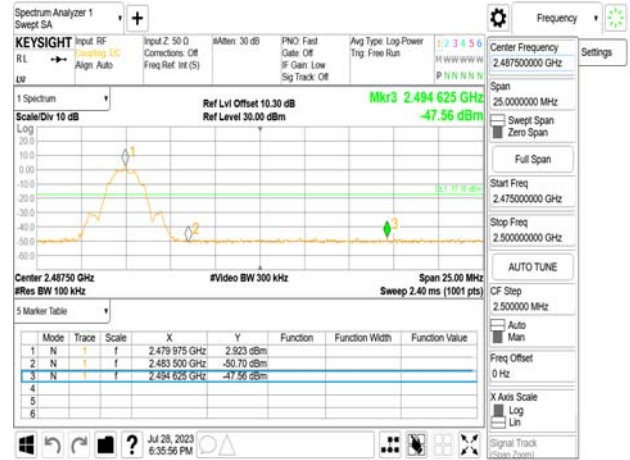 Spectrum Analyzer 1
Swept SA
+
Frequency
KEYSIGHT
RL
Input: RF
Coupling: DC
Align: Auto
Input Z: 50 Ω
Corrections: Off
Freq Ref: Int (S)
#Atten: 30 dB
PNO: Fast
Gate: Off
IF Gain: Low
Sig Track: Off
Avg Type: Log-Power
Trig: Free Run
1 2 3 4 5 6
M W W W W W
P N N N N N
1 Spectrum
Scale/Div 10 dB
Ref Lvl Offset 10.30 dB
Ref Level 30.00 dBm
Mkr3 2.494 625 GHz
-47.56 dBm
Log
20.0
10.0
0.00
-10.0
-20.0
-30.0
-40.0
-50.0
-60.0
1
2
3
Center 2.48750 GHz
#Res BW 100 kHz
#Video BW 300 kHz
Span 25.00 MHz
Sweep 2.40 ms (1001 pts)
5 Marker Table
Mode Trace Scale X Y Function Function Width Function Value
1 N 1 f 2.479 975 GHz 2.923 dBm
2 N 1 f 2.483 500 GHz -50.70 dBm
3 N 1 f 2.494 625 GHz -47.56 dBm
4
5
6
?
Jul 28, 2023
6:35:56 PM
Center Frequency
2.487500000 GHz
Settings
Span
25.0000000 MHz
Swept Span
Zero Span
Full Span
Start Freq
2.475000000 GHz
Stop Freq
2.500000000 GHz
AUTO TUNE
CF Step
2.500000 MHz
Auto
Man
Freq Offset
0 Hz
X Axis Scale
Log
Lin
Signal Track
(Span Zoom)